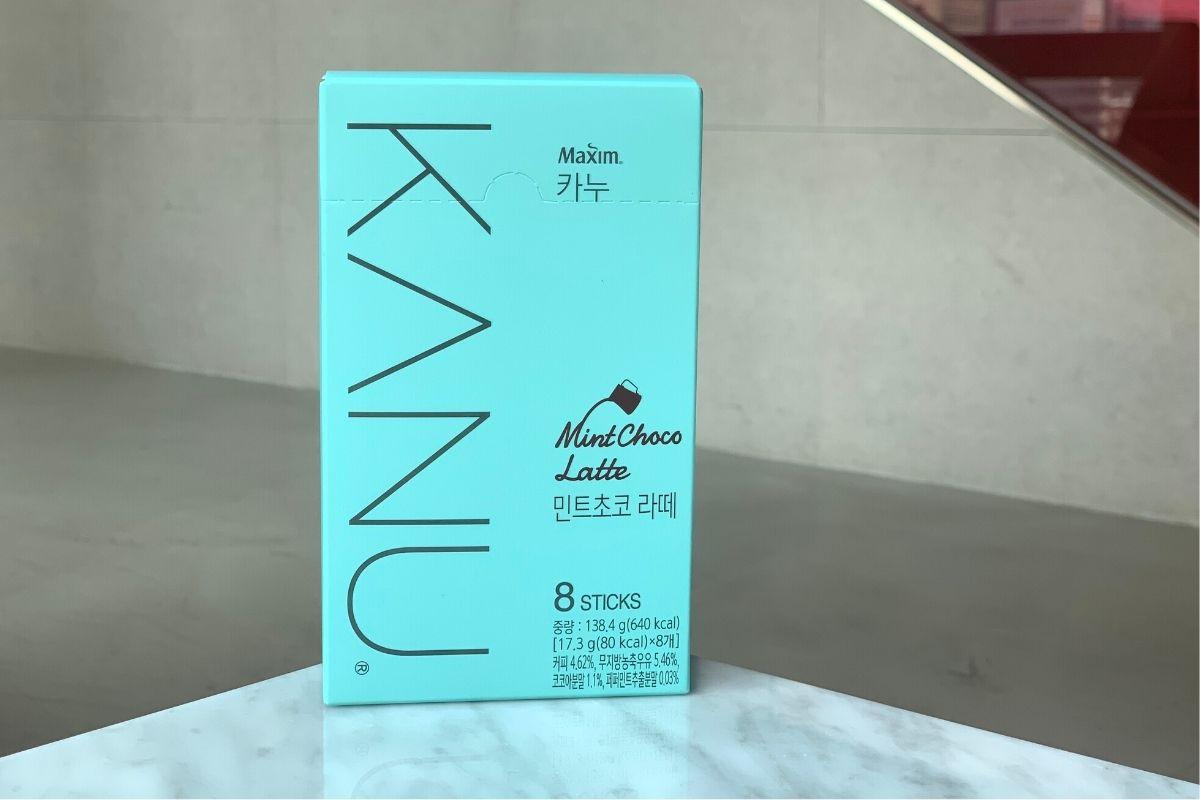 KANU®
Maxim®
카누
Mint Choco
Latte
민트초코 라떼
8 STICKS
중량 : 138.4 g(640 kcal)
[17.3 g(80 kcal)×8개]
커피 4.62%, 무지방농축우유 5.46%,
코코아분말 1.1%, 페퍼민트추출분말 0.03%